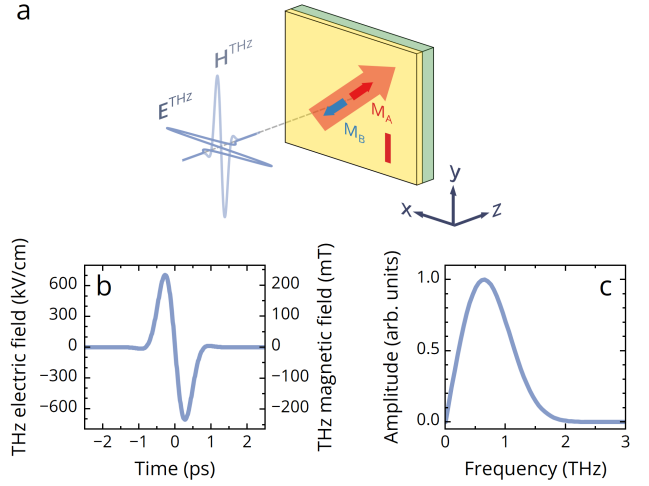 a
H^THz
E^THz
M_A
M_B
y
x
z
b
THz electric field (kV/cm)
600
300
0
−300
−600
THz magnetic field (mT)
200
100
0
−100
−200
−2 −1 0 1 2
Time (ps)
c
Amplitude (arb. units)
1.0
0.5
0.0
0 1 2 3
Frequency (THz)